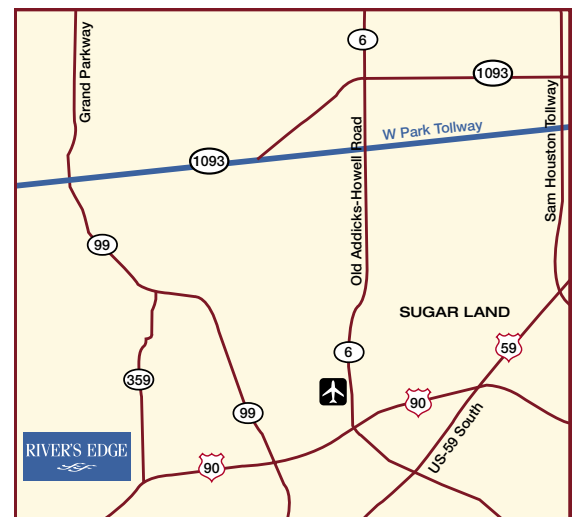 6
1093
Grand Parkway
Sam Houston Tollway
W Park Tollway
Old Addicks-Howell Road
1093
99
SUGAR LAND
59
6
359
90
99
US-59 South
RIVER'S EDGE
90